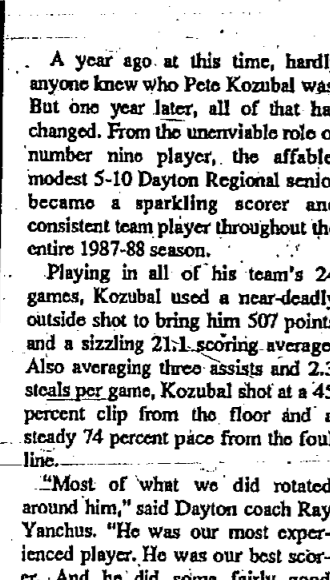 A year ago at this time, hardl
anyone knew who Pete Kozubal was
But one year later, all of that ha
changed. From the unenviable role o
number nine player, the affable
modest 5-10 Dayton Regional senio
became a sparkling scorer and
consistent team player throughout th
entire 1987-88 season.
Playing in all of his team's 24
games, Kozubal used a near-deadly
outside shot to bring him 507 point
and a sizzling 21.1 scoring average
Also averaging three assists and 2.3
steals per game, Kozubal shot at a 45
percent clip from the floor and a
steady 74 percent pace from the foul
line.
"Most of what we did rotated
around him," said Dayton coach Ray
Yanchus. "He was our most exper-
ienced player. He was our best scor-
er. And he did some fairly good